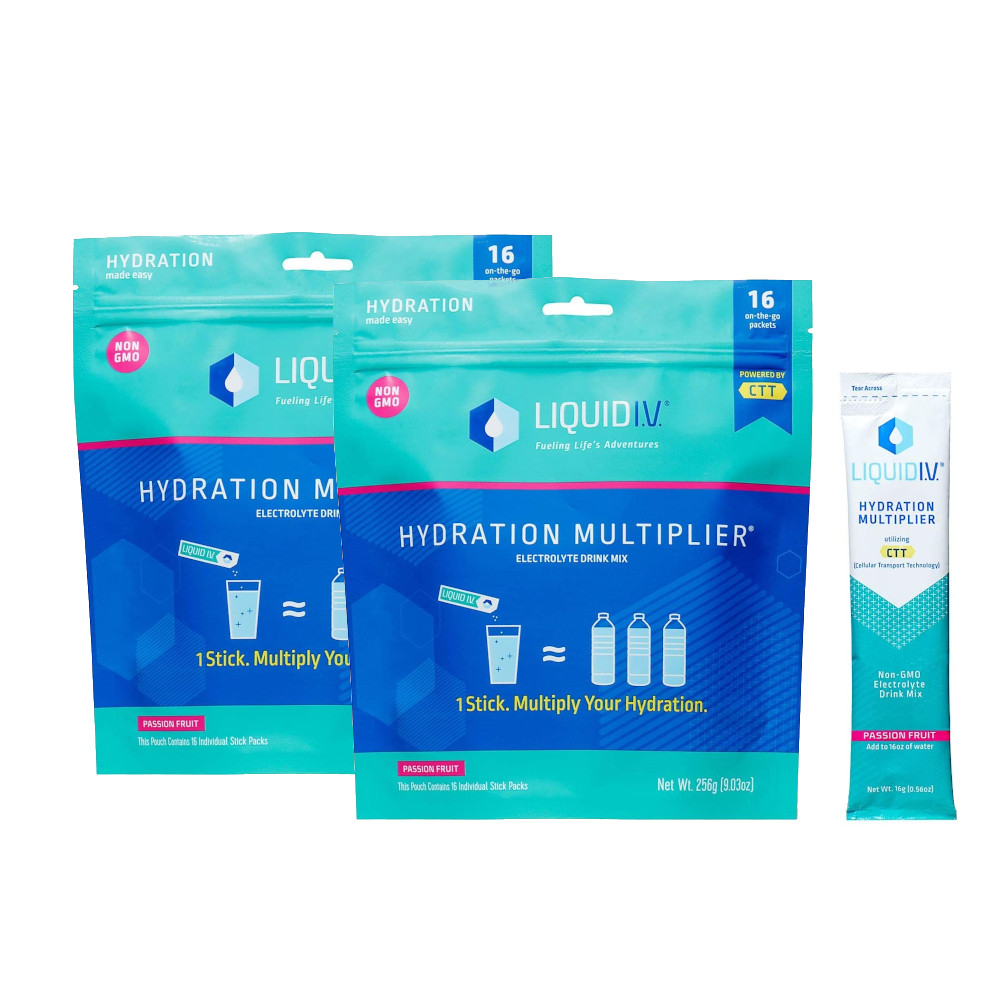 HYDRATION
made easy
16
on-the-go
packets
NON
GMO
LIQU
Fueling Life
HYDRATION M
ELECTROLYTE DRIN
LIQUID I.V.
1 Stick. Multiply You
PASSION FRUIT
This Pouch Contains 16 Individual Stick Packs
HYDRATION
made easy
16
on-the-go
packets
POWERED BY
CTT
NON
GMO
LIQUID I.V.®
Fueling Life's Adventures
HYDRATION MULTIPLIER®
ELECTROLYTE DRINK MIX
LIQUID I.V.
1 Stick. Multiply Your Hydration.
PASSION FRUIT
This Pouch Contains 16 Individual Stick Packs
Net Wt. 256g (9.03oz)
Tear Across
LIQUID I.V.®
HYDRATION
MULTIPLIER
utilizing
CTT
(Cellular Transport Technology)
Non-GMO
Electrolyte
Drink Mix
PASSION FRUIT
Add to 16oz of water
Net Wt. 16g (0.56oz)